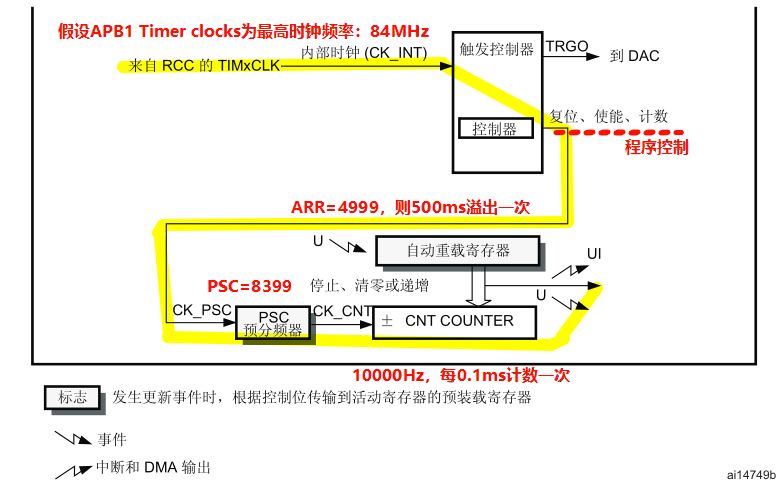 假设APB1 Timer clocks为最高时钟频率：84MHz
内部时钟 (CK_INT)
来自 RCC 的 TIMxCLK
触发控制器
TRGO
到 DAC
控制器
复位、使能、计数
程序控制
ARR=4999，则500ms溢出一次
U
自动重载寄存器
UI
PSC=8399
停止、清零或递增
U
CK_PSC
PSC
预分频器
CK_CNT
± CNT COUNTER
10000Hz，每0.1ms计数一次
标志
发生更新事件时，根据控制位传输到活动寄存器的预装载寄存器
事件
中断和 DMA 输出
ai14749b